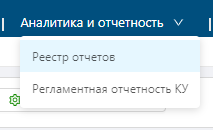 Аналитика и отчетность
Реестр отчетов
Регламентная отчетность КУ